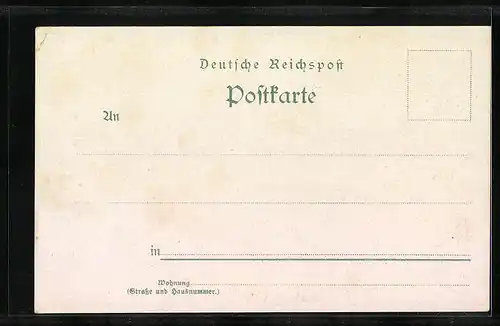 Deutsche Reichspost
Postkarte
An
in
Wohnung
(Straße und Hausnummer.)